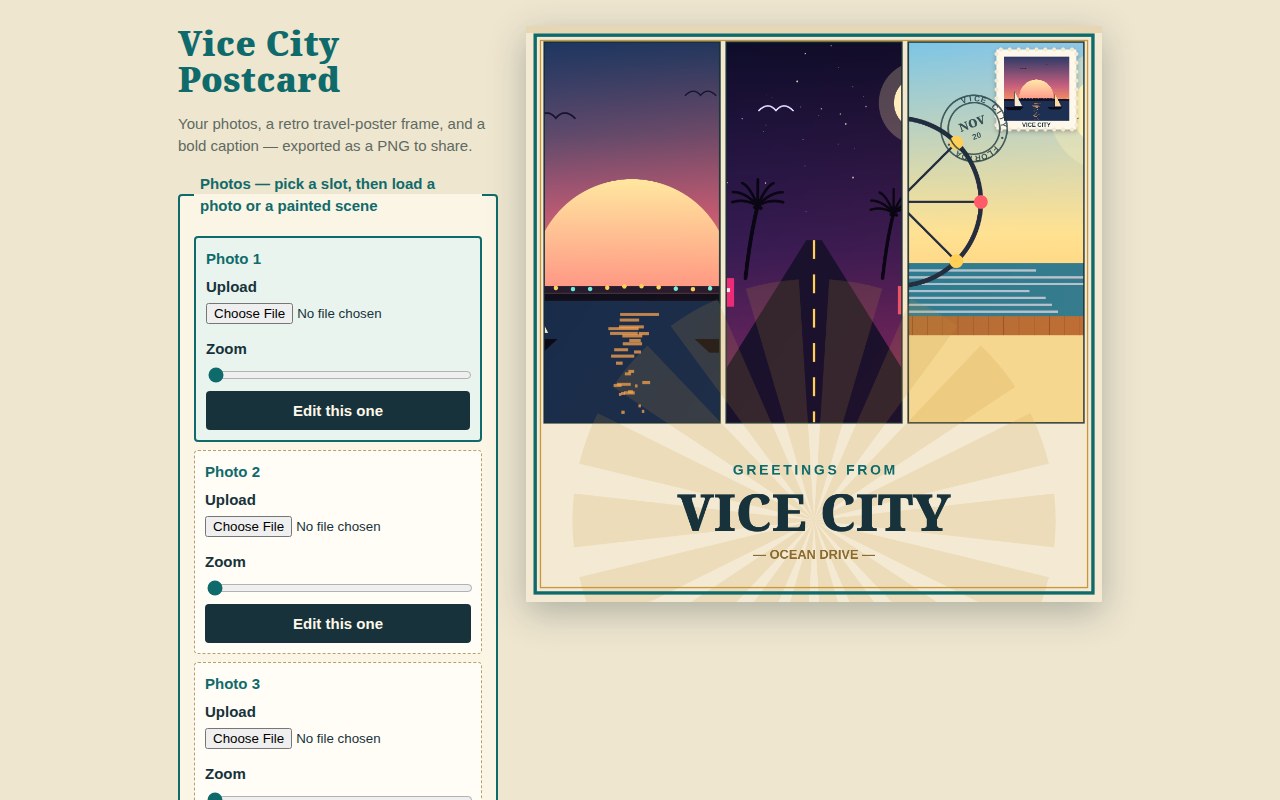 Vice City
Postcard
Your photos, a retro travel-poster frame, and a
bold caption — exported as a PNG to share.
Photos — pick a slot, then load a
photo or a painted scene
Photo 1
Upload
Choose File No file chosen
Zoom
Edit this one
Photo 2
Upload
Choose File No file chosen
Zoom
Edit this one
Photo 3
Upload
Choose File No file chosen
Zoom
VICE CITY
NOV
20
VICE CITY
GREETINGS FROM
VICE CITY
— OCEAN DRIVE —